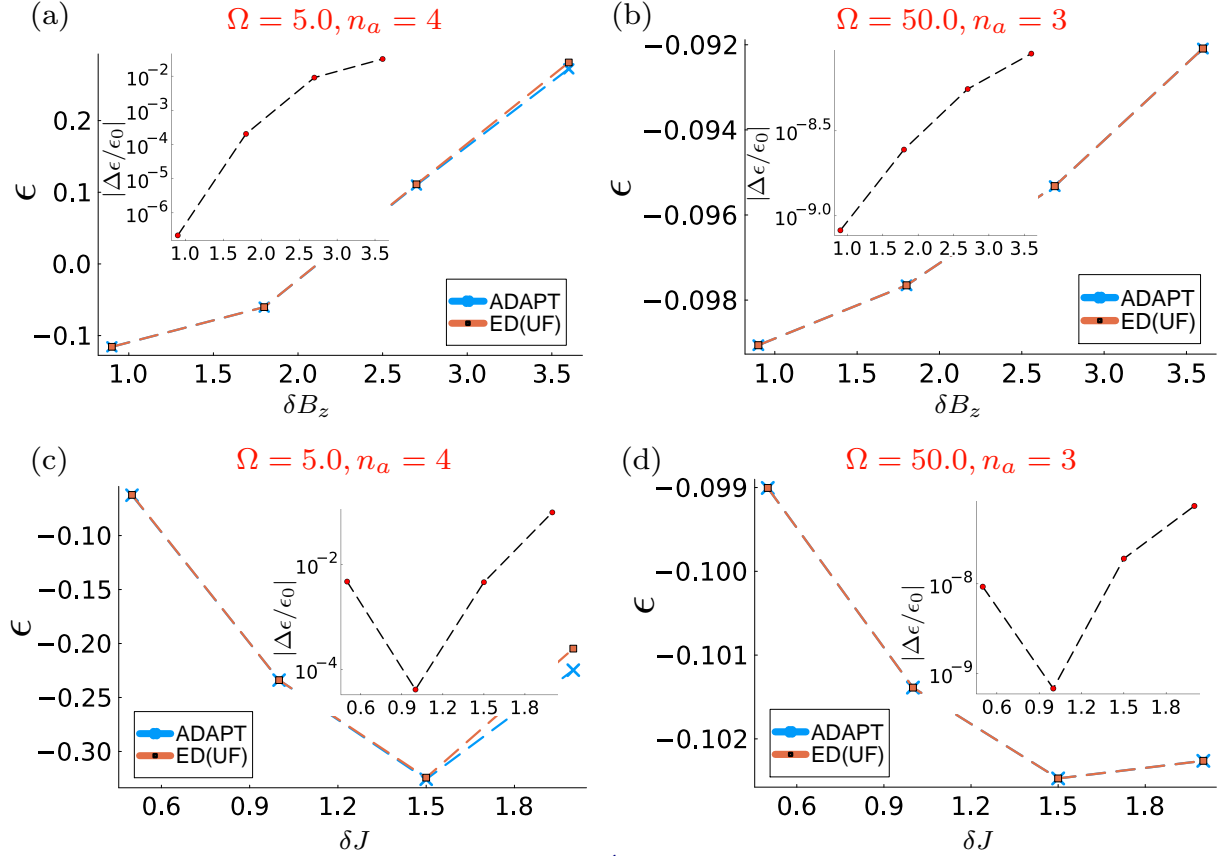 (a)
Ω = 5.0, n_a = 4
ϵ
0.2
0.1
0.0
−0.1
1.0 1.5 2.0 2.5 3.0 3.5
δB_z
|Δϵ/ϵ_0|
10^−2
10^−4
10^−5
10^−6
1.0 1.5 2.0 2.5 3.0 3.5
ADAPT
ED(UF)
(b)
Ω = 50.0, n_a = 3
ϵ
−0.092
−0.094
−0.096
−0.098
1.0 1.5 2.0 2.5 3.0 3.5
δB_z
|Δϵ/ϵ_0|
10^−8.5
10^−9.0
1.0 1.5 2.0 2.5 3.0
ADAPT
ED(UF)
(c)
Ω = 5.0, n_a = 4
ϵ
−0.10
−0.15
−0.20
−0.25
−0.30
0.6 0.9 1.2 1.5 1.8
δJ
|Δϵ/ϵ_0|
10^−2
10^−4
0.6 0.9 1.2 1.5 1.8
ADAPT
ED(UF)
(d)
Ω = 50.0, n_a = 3
ϵ
−0.099
−0.100
−0.101
−0.102
0.6 0.9 1.2 1.5 1.8
δJ
|Δϵ/ϵ_0|
10^−8
10^−9
0.6 0.9 1.2 1.5 1.8
ADAPT
ED(UF)